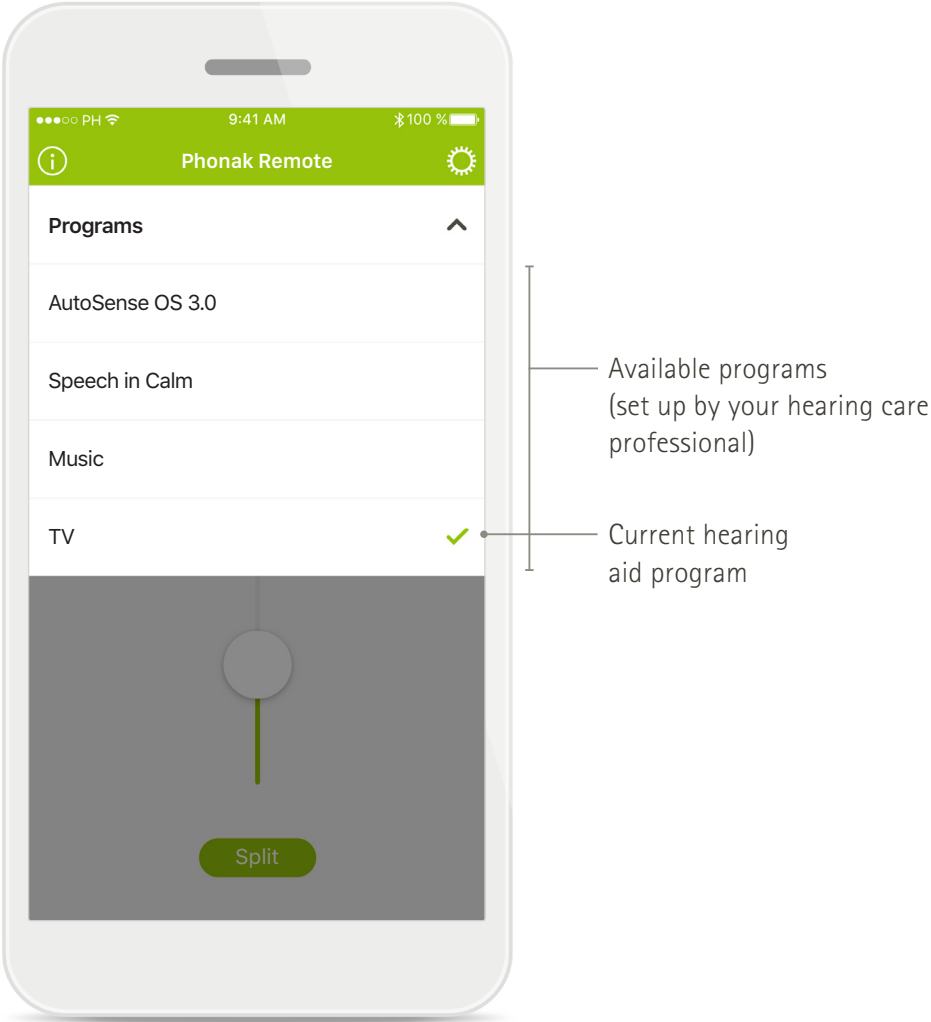 PH 9:41 AM 100 %
Phonak Remote
Programs
AutoSense OS 3.0
Speech in Calm
Available programs
(set up by your hearing care
professional)
Music
TV
Current hearing
aid program
Split